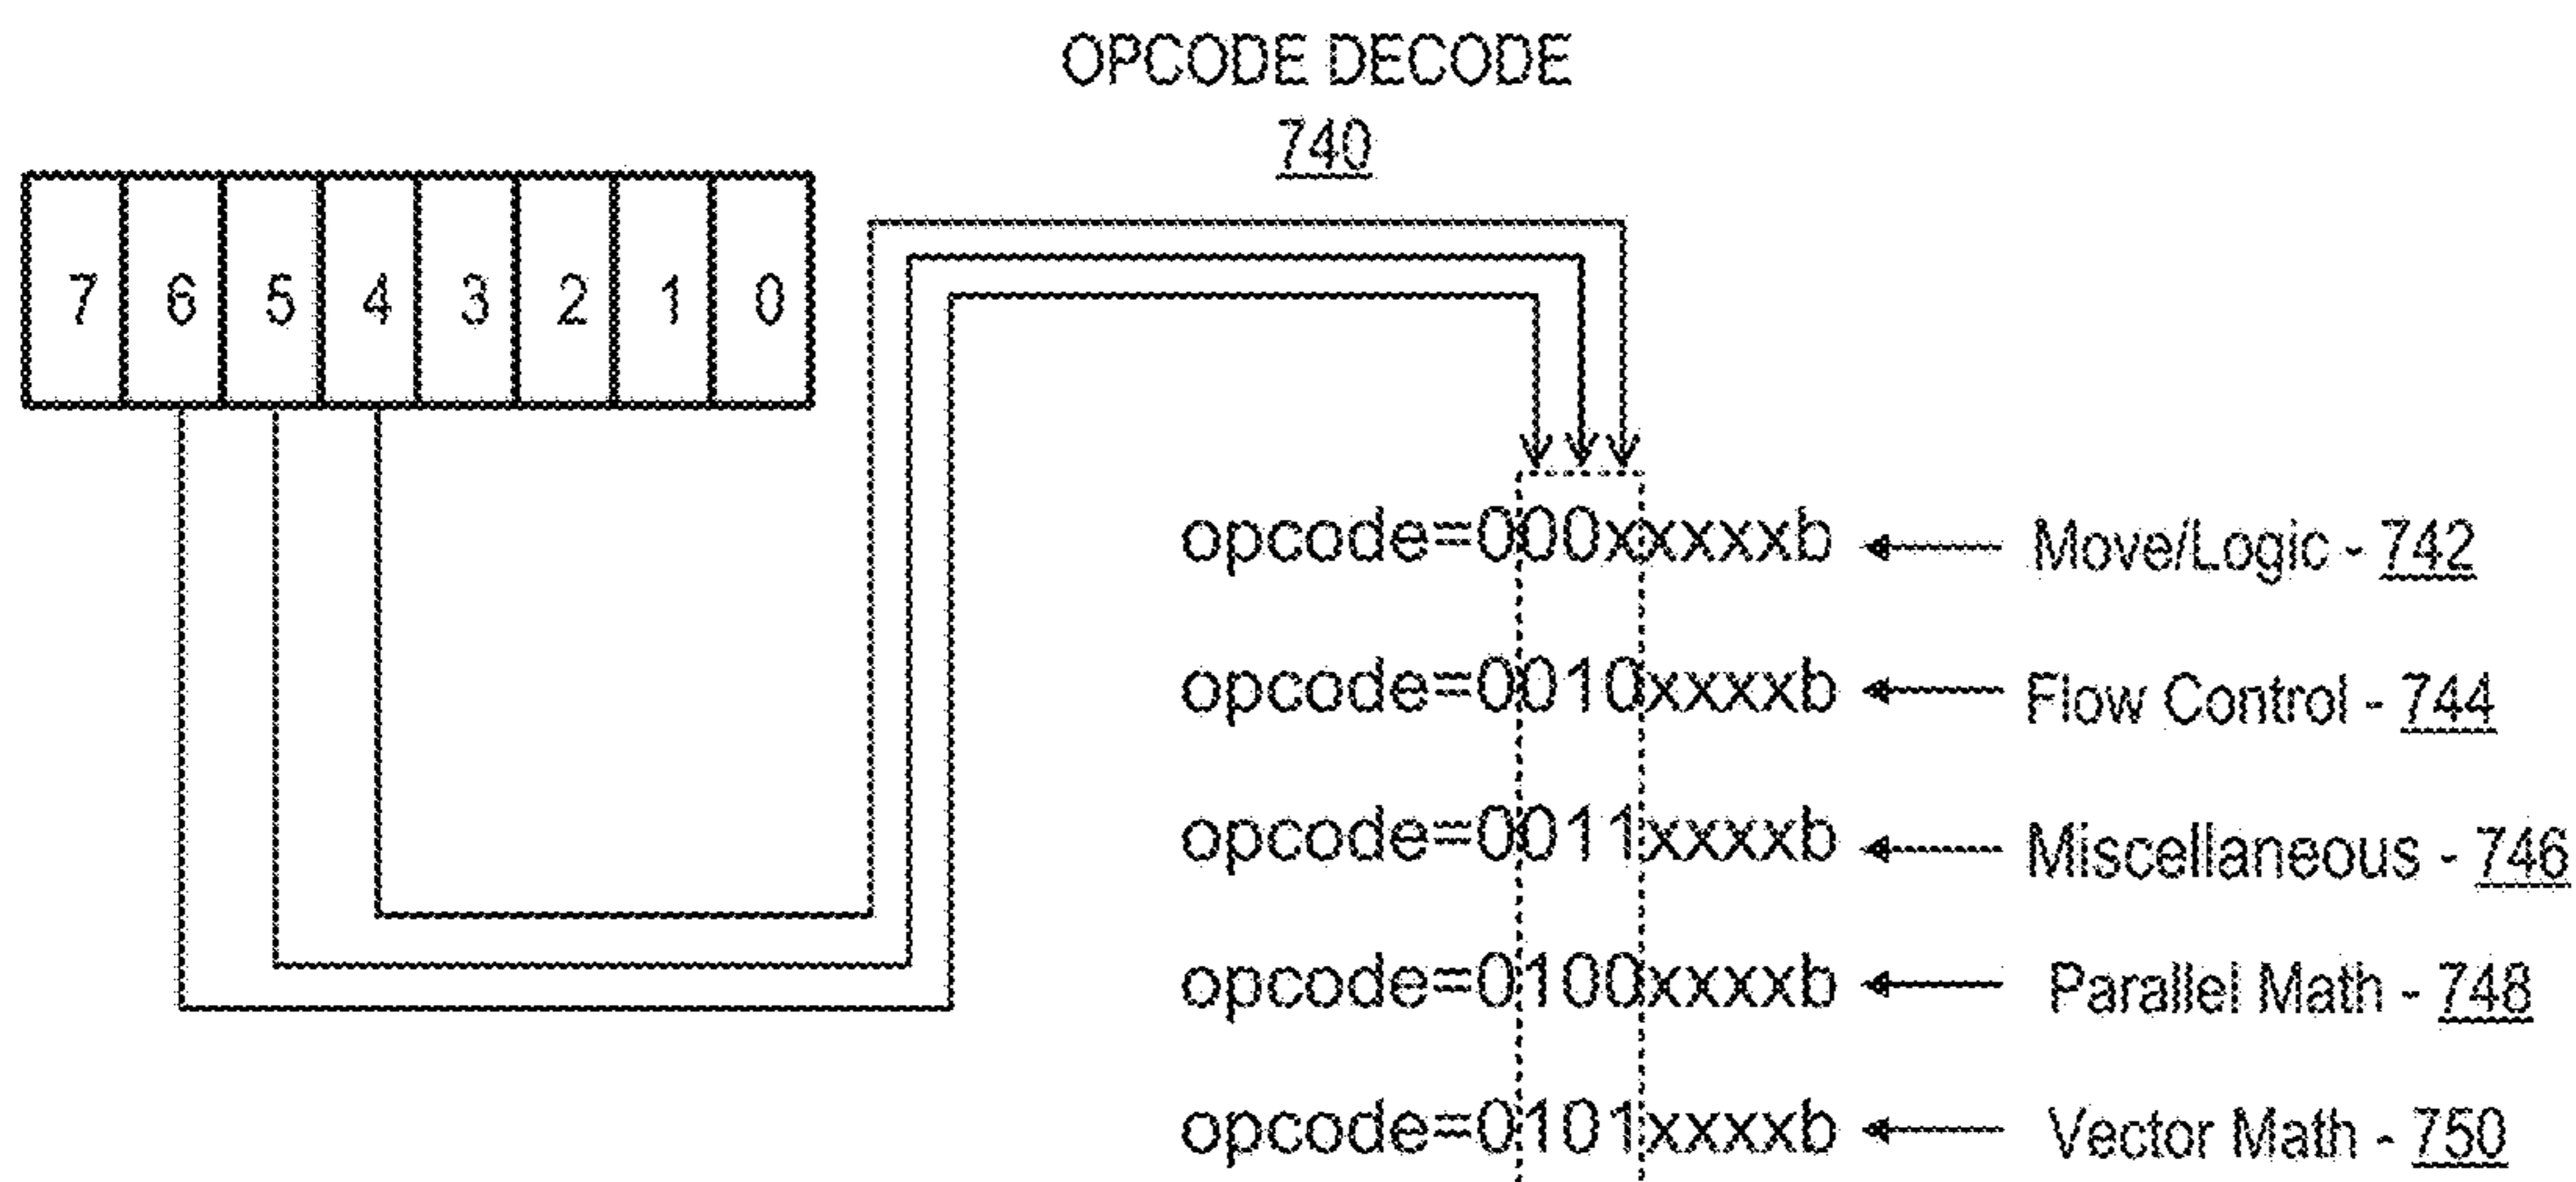 OPCODE DECODE
740
7 6 5 4 3 2 1 0
opcode=000xxxxxb ← Move/Logic - 742
opcode=0010xxxxb ← Flow Control - 744
opcode=0011xxxxb ← Miscellaneous - 746
opcode=0100xxxxb ← Parallel Math - 748
opcode=0101xxxxb ← Vector Math - 750